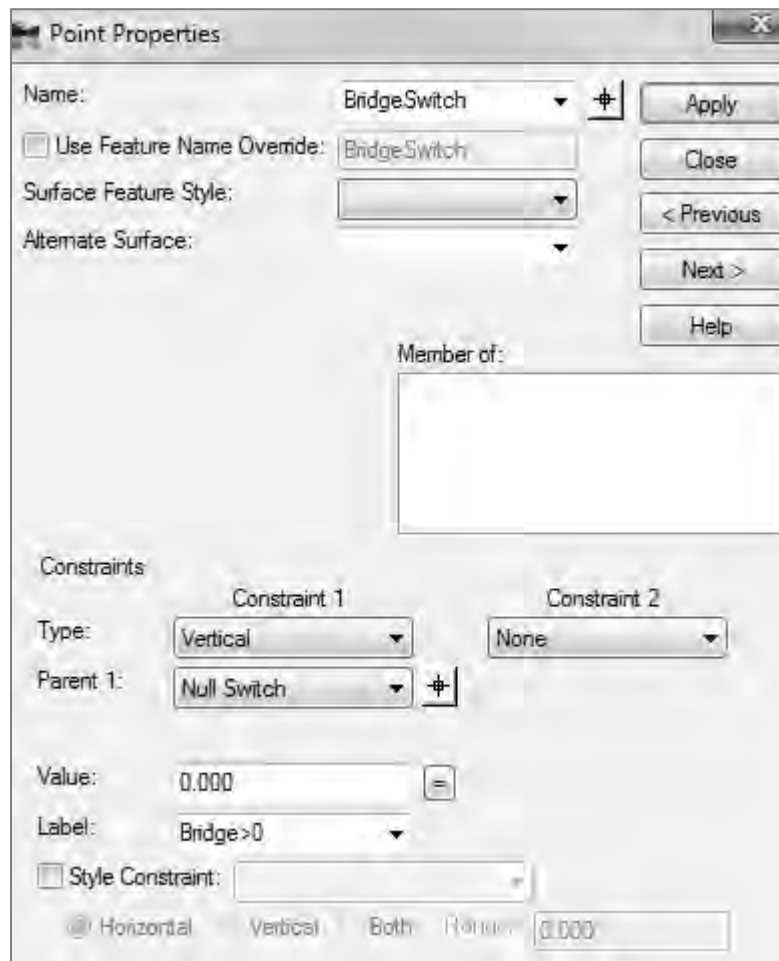 Point Properties
Name: BridgeSwitch Apply
Use Feature Name Override: BridgeSwitch Close
Surface Feature Style: < Previous
Alternate Surface: Next >
Help
Member of:
Constraints
Constraint 1 Constraint 2
Type: Vertical None
Parent 1: Null Switch
Value: 0.000 =
Label: Bridge>0
Style Constraint:
Horizontal Vertical Both 0.000